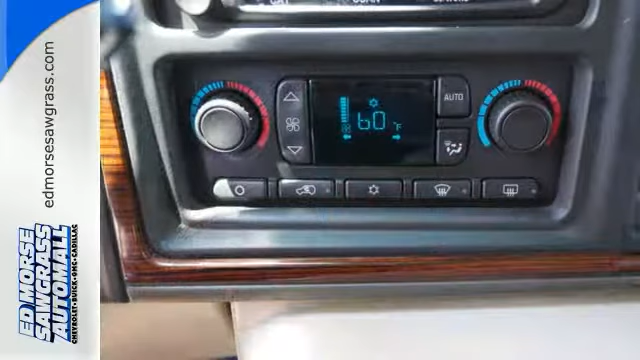 edmorsesawgrass.com
ED MORSE
SAWGRASS
AUTOMALL
CHEVROLET•BUICK•GMC•CADILLAC
AUTO
60 °F